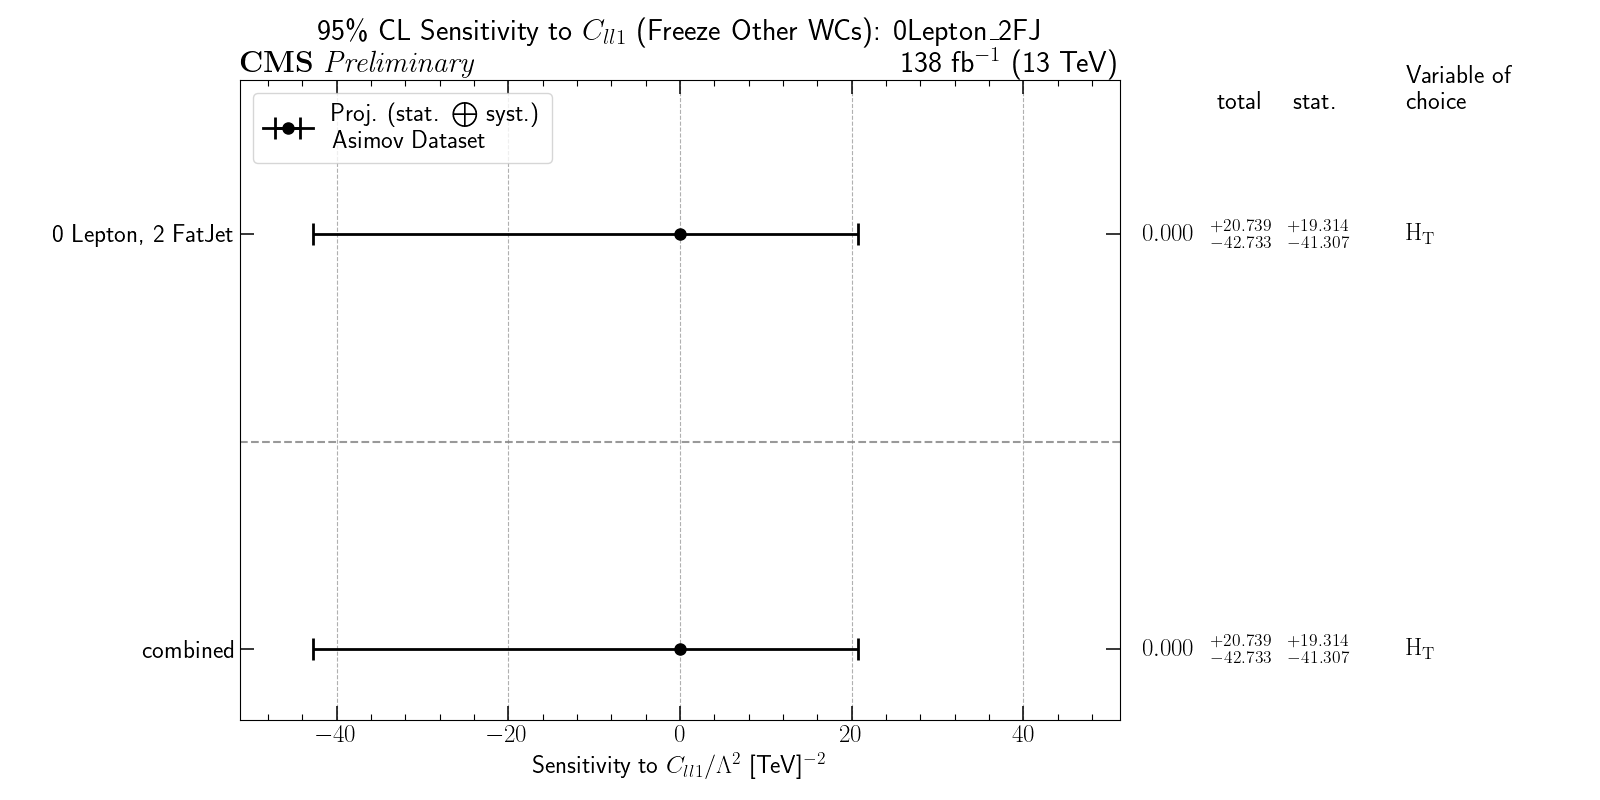 95% CL Sensitivity to C_{ll1} (Freeze Other WCs): 0Lepton_2FJ
CMS Preliminary 138 fb^{-1} (13 TeV)
total stat. Variable of
choice
Proj. (stat. ⨁ syst.)
Asimov Dataset
0 Lepton, 2 FatJet 0.000 +20.739 −42.733 +19.314 −41.307 H_T
combined 0.000 +20.739 −42.733 +19.314 −41.307 H_T
−40 −20 0 20 40
Sensitivity to C_{ll1}/Λ^2 [TeV]^{-2}